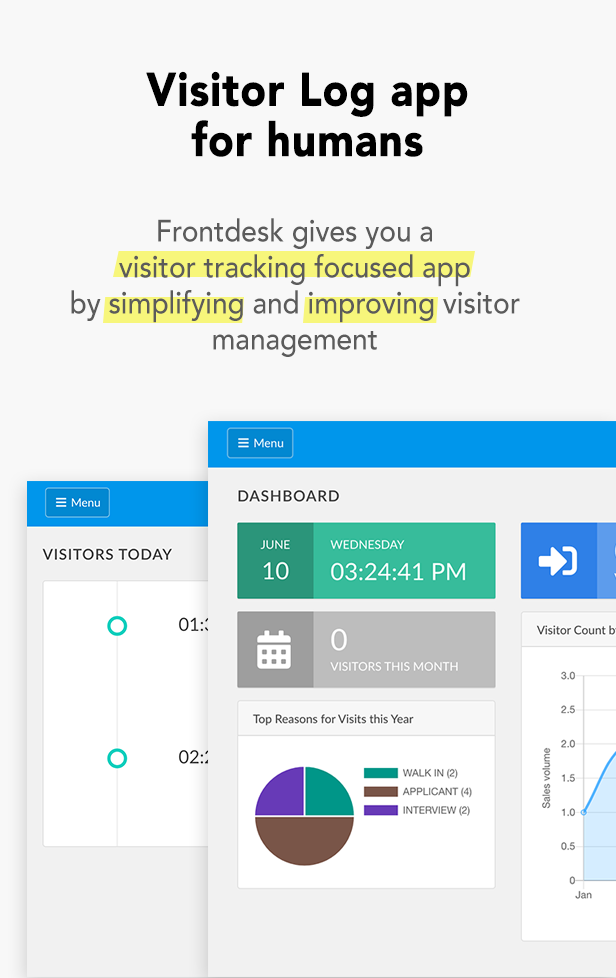 Visitor Log app
for humans
Frontdesk gives you a
visitor tracking focused app
by simplifying and improving visitor
management
Menu
DASHBOARD
JUNE
10
WEDNESDAY
03:24:41 PM
0
VISITORS THIS MONTH
Top Reasons for Visits this Year
WALK IN (2)
APPLICANT (4)
INTERVIEW (2)
Visitor Count
Sales volume
3.0
2.5
2.0
1.5
1.0
0.5
0
Jan
Menu
VISITORS TODAY
01:3
02:2